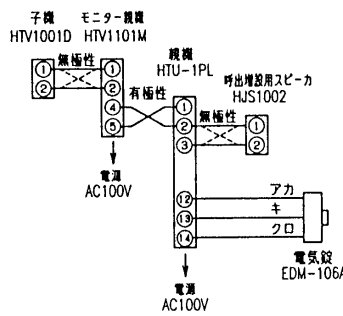 子機
HTV1001D
モニター親機
HTV1101M
無極性
①
②
①
②
④
⑤
有極性
電源
AC100V
親機
HTU-1PL
①
②
③
⑫
⑬
⑭
無極性
呼出増設用スピーカ
HJS1002
①
②
アカ
キ
クロ
電気錠
EDM-106A
電源
AC100V